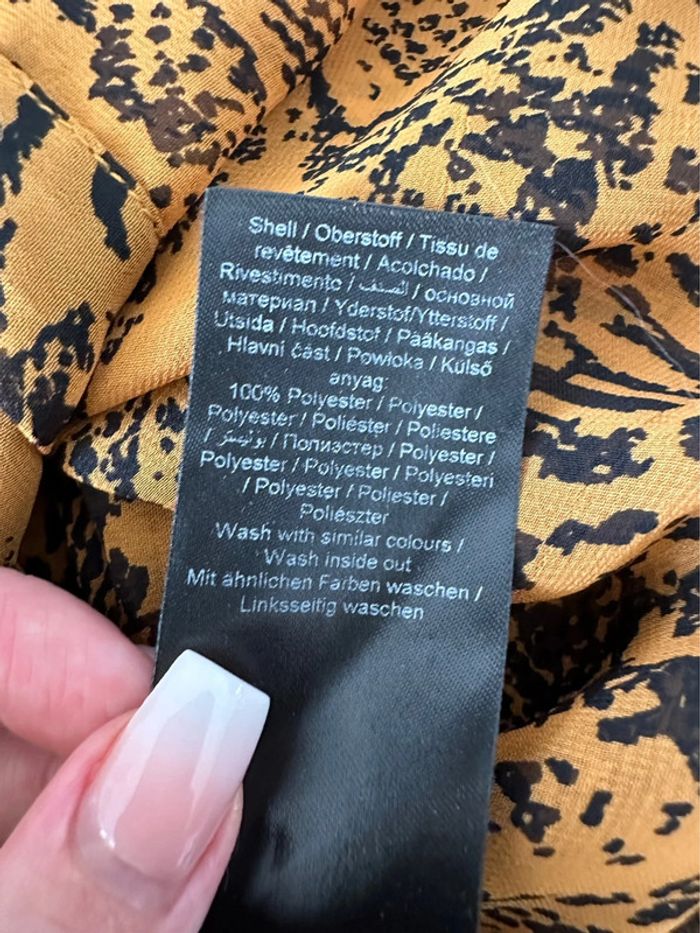 Shell / Oberstoff / Tissu de
revêtement / Acolchado /
Rivestimento / الصنف / основной
материал / Yderstof/Ytterstoff /
Utsida / Hoofdstof / Pääkangas /
Hlavní část / Powłoka / Külső
anyag:
100% Polyester / Polyester /
Polyester / Poliéster / Poliestere
/ بوليستر / Полиэстер / Polyester /
Polyester / Polyester / Polyesteri
/ Polyester / Poliester /
Poliészter
Wash with similar colours /
Wash inside out
Mit ähnlichen Farben waschen /
Linksseitig waschen